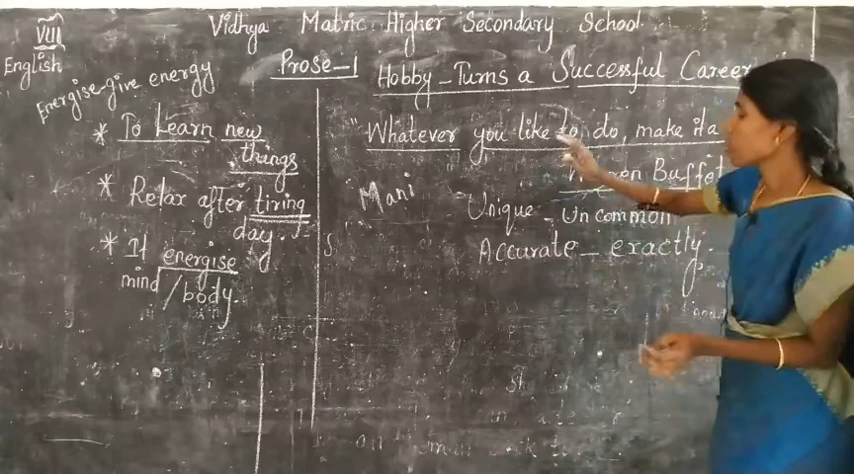 VIII
English
Vidhya Matric Higher Secondary School
Prose-1
Hobby-Turns a Successful Career
Energise-give energy
* To Learn new
things
* Relax after tiring
day.
* It energise
mind/body
"Whatever you like to do, make it a
Buffet
Mani
Unique - Uncommon
Accurate - exactly.